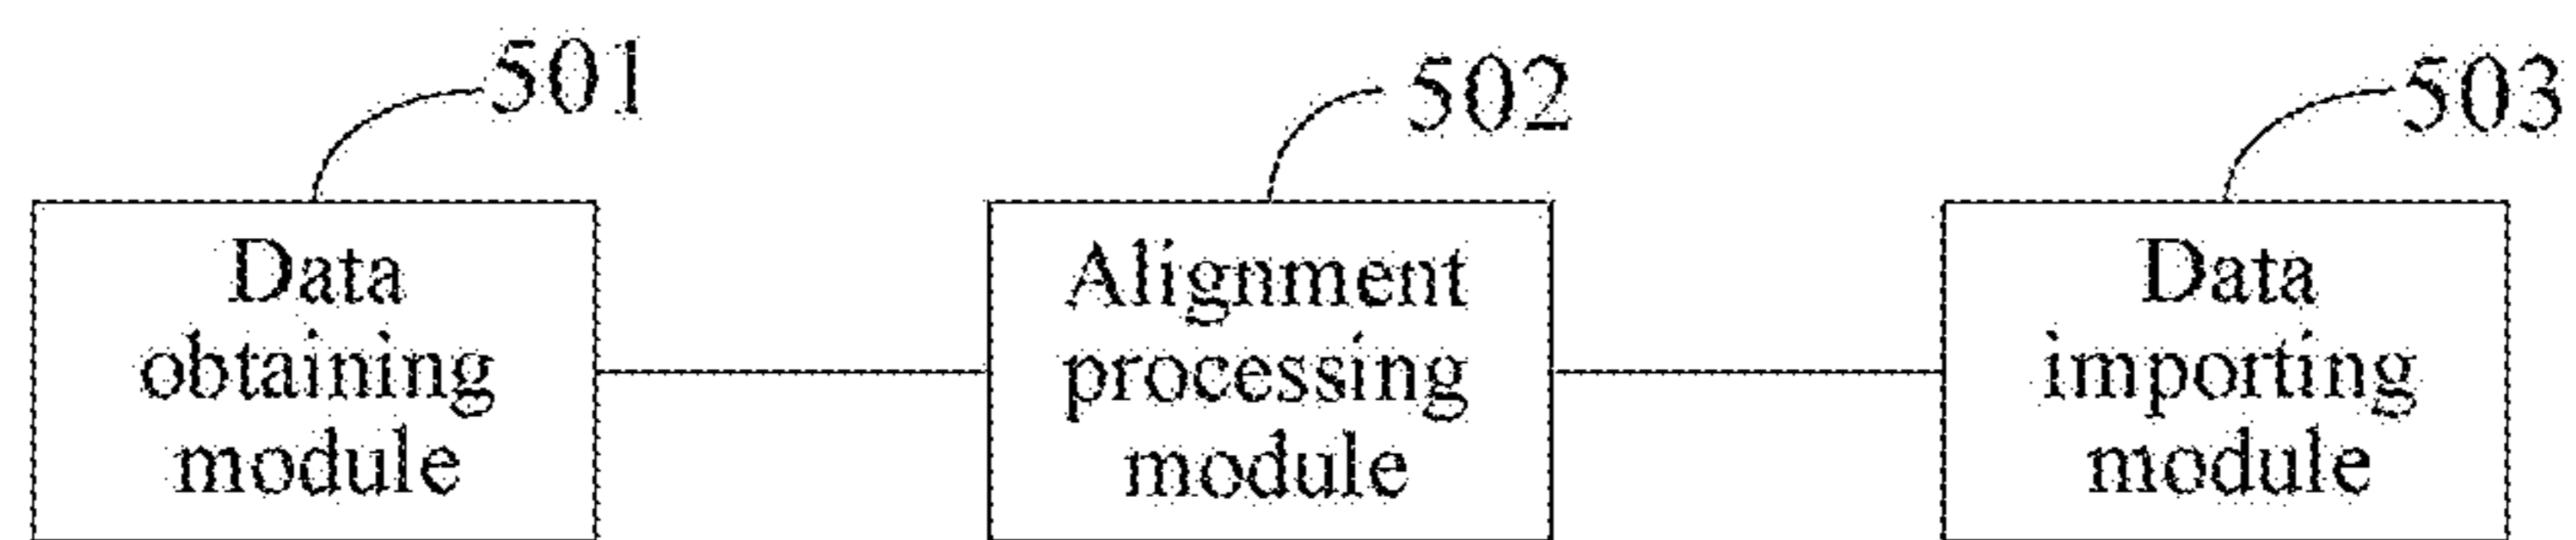 501
502
503
Data
obtaining
module
Alignment
processing
module
Data
importing
module